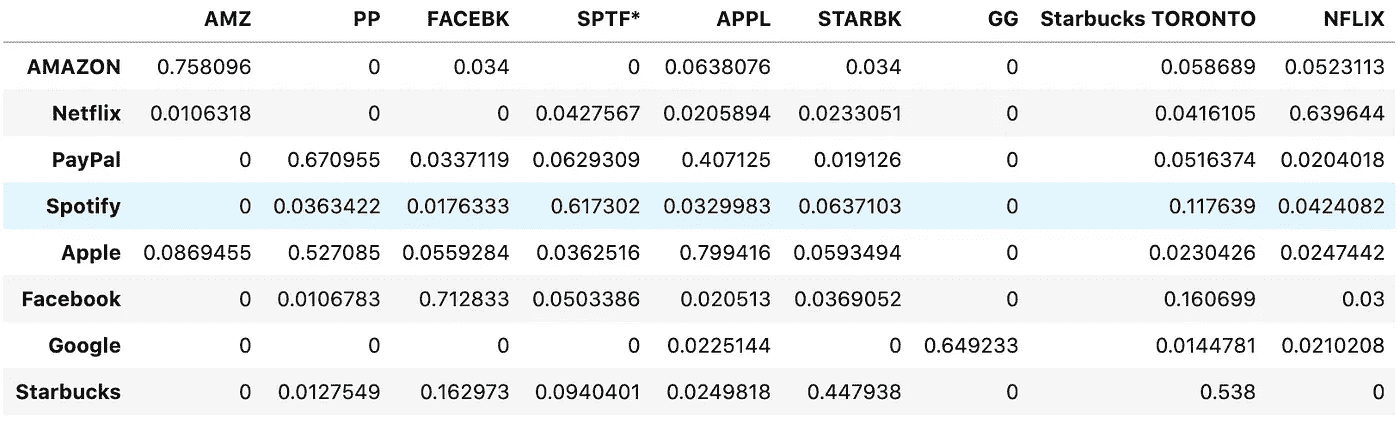 AMZ PP FACEBK SPTF* APPL STARBK GG Starbucks TORONTO NFLIX
AMAZON 0.758096 0 0.034 0 0.0638076 0.034 0 0.058689 0.0523113
Netflix 0.0106318 0 0 0.0427567 0.0205894 0.0233051 0 0.0416105 0.639644
PayPal 0 0.670955 0.0337119 0.0629309 0.407125 0.019126 0 0.0516374 0.0204018
Spotify 0 0.0363422 0.0176333 0.617302 0.0329983 0.0637103 0 0.117639 0.0424082
Apple 0.0869455 0.527085 0.0559284 0.0362516 0.799416 0.0593494 0 0.0230426 0.0247442
Facebook 0 0.0106783 0.712833 0.0503386 0.020513 0.0369052 0 0.160699 0.03
Google 0 0 0 0 0.0225144 0 0.649233 0.0144781 0.0210208
Starbucks 0 0.0127549 0.162973 0.0940401 0.0249818 0.447938 0 0.538 0